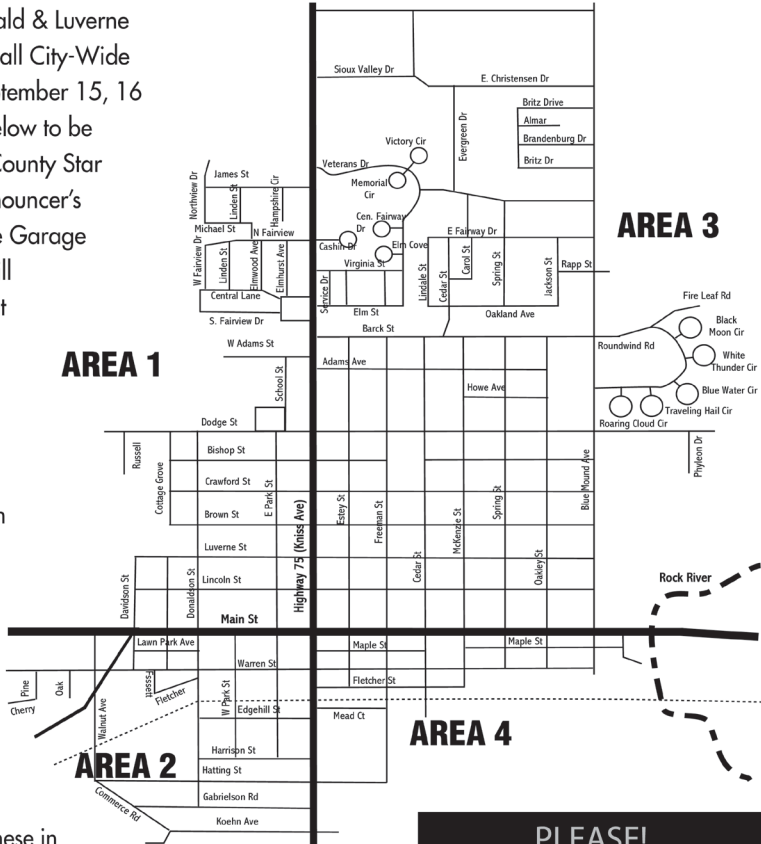 ald & Luverne
all City-Wide
tember 15, 16
elow to be
County Star
nouncer's
e Garage
ll
t
n
hese in
Sioux Valley Dr
E. Christensen Dr
Britz Drive
Almar
Brandenburg Dr
Britz Dr
Evergreen Dr
Victory Cir
Veterans Dr
Memorial
Cir
Northview Dr
James St
Linden St
Hampshire Cir
Michael St
N Fairview
Cen. Fairway
Dr
Cashin Dr
Elm Cove
E Fairway Dr
AREA 3
W Fairview Dr
Linden St
Elmwood Ave
Elmhurst Ave
Virginia St
Service Dr
Lindale St
Cedar St
Carol St
Spring St
Jackson St
Rapp St
Central Lane
S. Fairview Dr
Elm St
Oakland Ave
Barck St
Fire Leaf Rd
Black
Moon Cir
Roundwind Rd
White
Thunder Cir
Blue Water Cir
Traveling Hail Cir
Roaring Cloud Cir
W Adams St
AREA 1
Adams Ave
School St
Howe Ave
Dodge St
Russell
Bishop St
Cottage Grove
Crawford St
E Park St
Brown St
Blue Mound Ave
Phyleon Dr
Estey St
Freeman St
McKenzie St
Spring St
Highway 75 (Kniss Ave)
Luverne St
Cedar St
Oakley St
Davidson St
Donaldson St
Lincoln St
Rock River
Main St
Lawn Park Ave
Maple St
Maple St
Warren St
Fletcher St
Pine
Oak
Cherry
Fossett
Fletcher
Walnut Ave
W Park St
Edgehill St
Mead Ct
AREA 4
Harrison St
AREA 2
Hatting St
Commerce Rd
Gabrielson Rd
Koehn Ave
PLEASE!